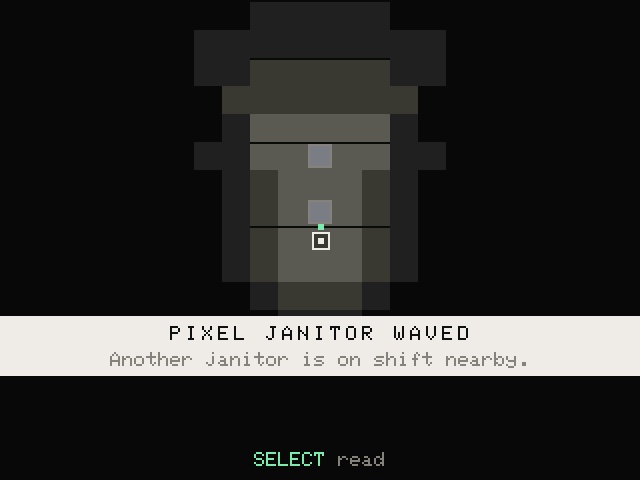 PIXEL JANITOR WAVED
Another Janitor is on shift nearby.
SELECT read